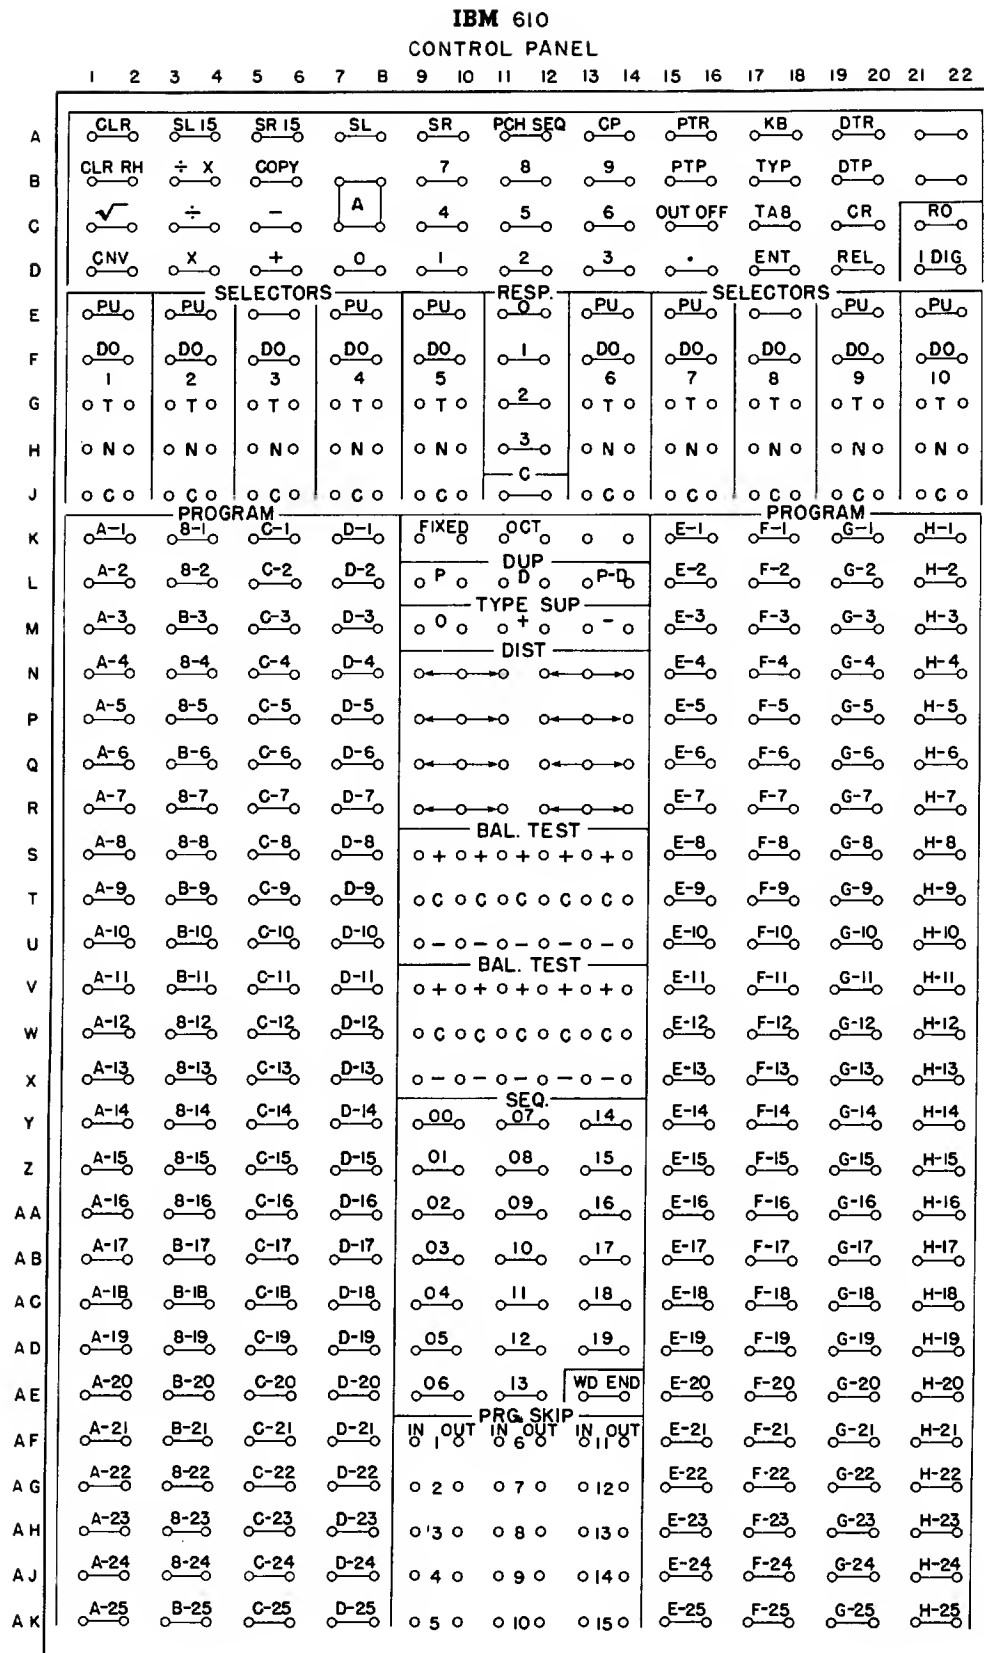 IBM 610
CONTROL PANEL
1 2 3 4 5 6 7 8 9 10 11 12 13 14 15 16 17 18 19 20 21 22
A CLR SL 15 SR 15 SL SR PCH SEQ CP PTR KB DTR
B CLR RH ÷ X COPY 7 8 9 PTP TYP DTP
C √ ÷ − A 4 5 6 OUT OFF TAB CR RO
D CNV X + 0 1 2 3 . ENT REL 1 DIG
SELECTORS RESP. SELECTORS
E PU PU PU PU 0 PU PU PU PU
F DO DO DO DO DO 1 DO DO DO DO DO
1 2 3 4 5 6 7 8 9 10
G T T T T T 2 T T T T T
H N N N N N 3 N N N N N
C
J C C C C C C C C C C
PROGRAM PROGRAM
K A-1 B-1 C-1 D-1 FIXED OCT E-1 F-1 G-1 H-1
DUP
L A-2 B-2 C-2 D-2 P D P-D E-2 F-2 G-2 H-2
TYPE SUP
M A-3 B-3 C-3 D-3 0 + − E-3 F-3 G-3 H-3
DIST
N A-4 B-4 C-4 D-4 E-4 F-4 G-4 H-4
P A-5 B-5 C-5 D-5 E-5 F-5 G-5 H-5
Q A-6 B-6 C-6 D-6 E-6 F-6 G-6 H-6
R A-7 B-7 C-7 D-7 E-7 F-7 G-7 H-7
BAL. TEST
S A-8 B-8 C-8 D-8 + + + + + E-8 F-8 G-8 H-8
T A-9 B-9 C-9 D-9 C C C C C E-9 F-9 G-9 H-9
U A-10 B-10 C-10 D-10 − − − − − E-10 F-10 G-10 H-10
BAL. TEST
V A-11 B-11 C-11 D-11 + + + + + E-11 F-11 G-11 H-11
W A-12 B-12 C-12 D-12 C C C C C E-12 F-12 G-12 H-12
X A-13 B-13 C-13 D-13 − − − − − E-13 F-13 G-13 H-13
SEQ.
Y A-14 B-14 C-14 D-14 00 07 14 E-14 F-14 G-14 H-14
Z A-15 B-15 C-15 D-15 01 08 15 E-15 F-15 G-15 H-15
AA A-16 B-16 C-16 D-16 02 09 16 E-16 F-16 G-16 H-16
AB A-17 B-17 C-17 D-17 03 10 17 E-17 F-17 G-17 H-17
AC A-18 B-18 C-18 D-18 04 11 18 E-18 F-18 G-18 H-18
AD A-19 B-19 C-19 D-19 05 12 19 E-19 F-19 G-19 H-19
AE A-20 B-20 C-20 D-20 06 13 WD END E-20 F-20 G-20 H-20
PRG. SKIP
IN OUT IN OUT IN OUT
AF A-21 B-21 C-21 D-21 1 6 11 E-21 F-21 G-21 H-21
AG A-22 B-22 C-22 D-22 2 7 12 E-22 F-22 G-22 H-22
AH A-23 B-23 C-23 D-23 3 8 13 E-23 F-23 G-23 H-23
AJ A-24 B-24 C-24 D-24 4 9 14 E-24 F-24 G-24 H-24
AK A-25 B-25 C-25 D-25 5 10 15 E-25 F-25 G-25 H-25